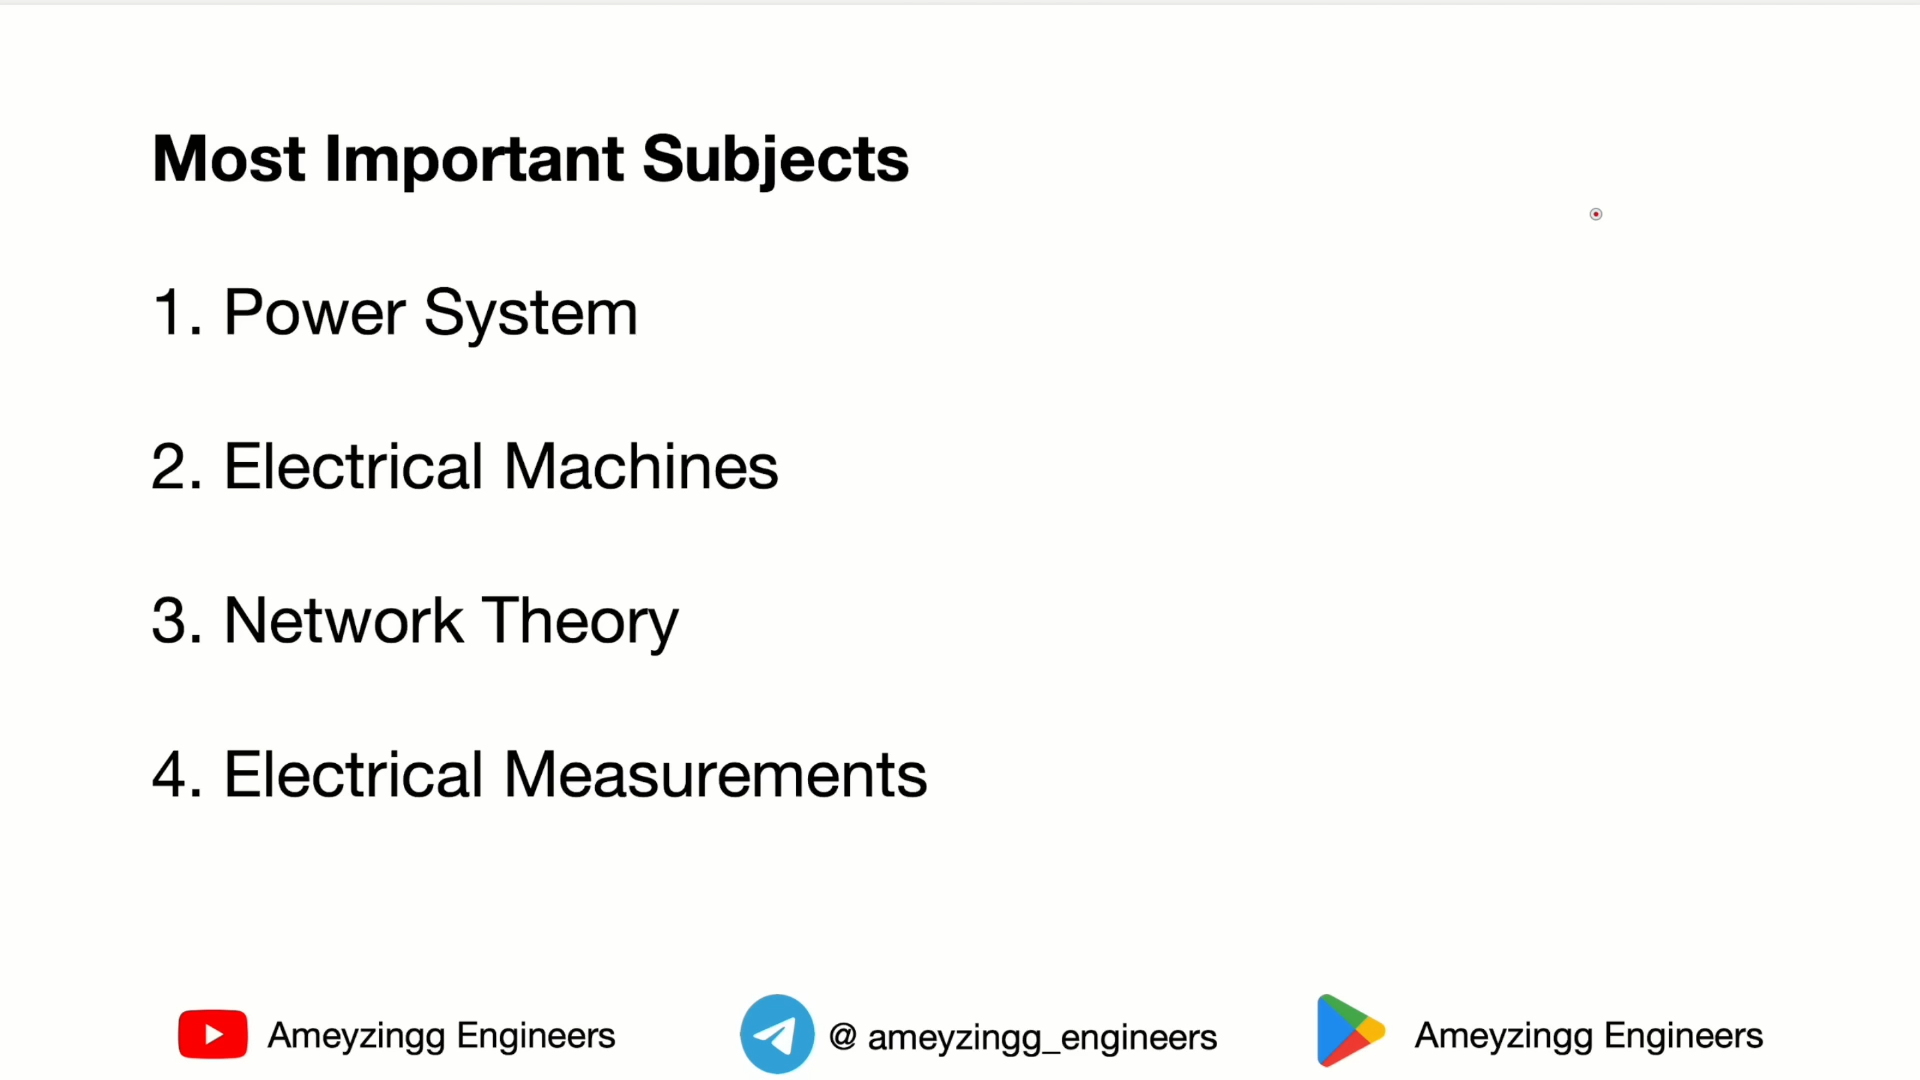 Most Important Subjects
1. Power System
2. Electrical Machines
3. Network Theory
4. Electrical Measurements
Ameyzingg Engineers
@ ameyzingg_engineers
Ameyzingg Engineers